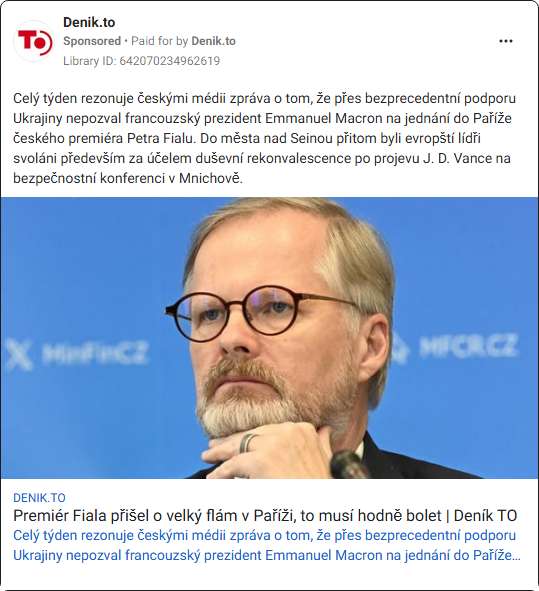 Denik.to
Sponsored • Paid for by Denik.to
Library ID: 642070234962619
Celý týden rezonuje českými médii zpráva o tom, že přes bezprecedentní podporu
Ukrajiny nepozval francouzský prezident Emmanuel Macron na jednání do Paříže
českého premiéra Petra Fialu. Do města nad Seinou přitom byli evropští lídři
svoláni především za účelem duševní rekonvalescence po projevu J. D. Vance na
bezpečnostní konferenci v Mnichově.
X MinFinCZ
MFCR.CZ
DENIK.TO
Premiér Fiala přišel o velký flám v Paříži, to musí hodně bolet | Deník TO
Celý týden rezonuje českými médii zpráva o tom, že přes bezprecedentní podporu
Ukrajiny nepozval francouzský prezident Emmanuel Macron na jednání do Paříže...